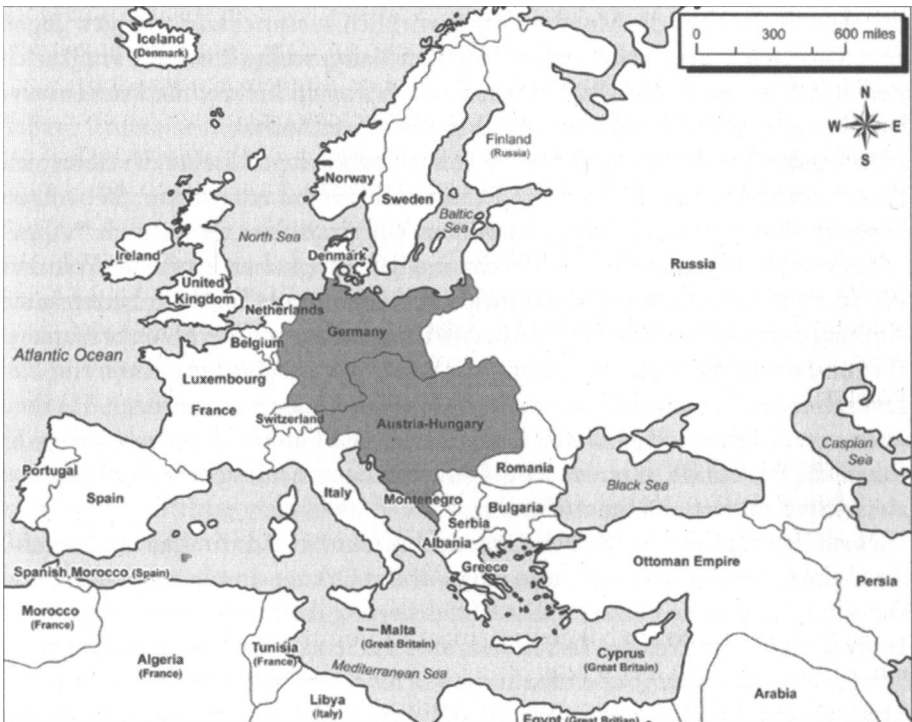 Iceland
(Denmark)
0 300 600 miles
N
W E
S
Finland
(Russia)
Norway
Sweden
Baltic
Sea
North Sea
Denmark
Ireland
Russia
United
Kingdom
Netherlands
Germany
Belgium
Atlantic Ocean
Luxembourg
France
Switzerland
Austria-Hungary
Caspian
Sea
Portugal
Spain
Romania
Italy
Black Sea
Montenegro
Bulgaria
Serbia
Albania
Greece
Ottoman Empire
Spanish Morocco (Spain)
Persia
Morocco
(France)
Malta
(Great Britain)
Tunisia
(France)
Cyprus
(Great Britain)
Algeria
(France)
Mediterranean Sea
Arabia
Libya
(Italy)
Egypt (Great Britian)